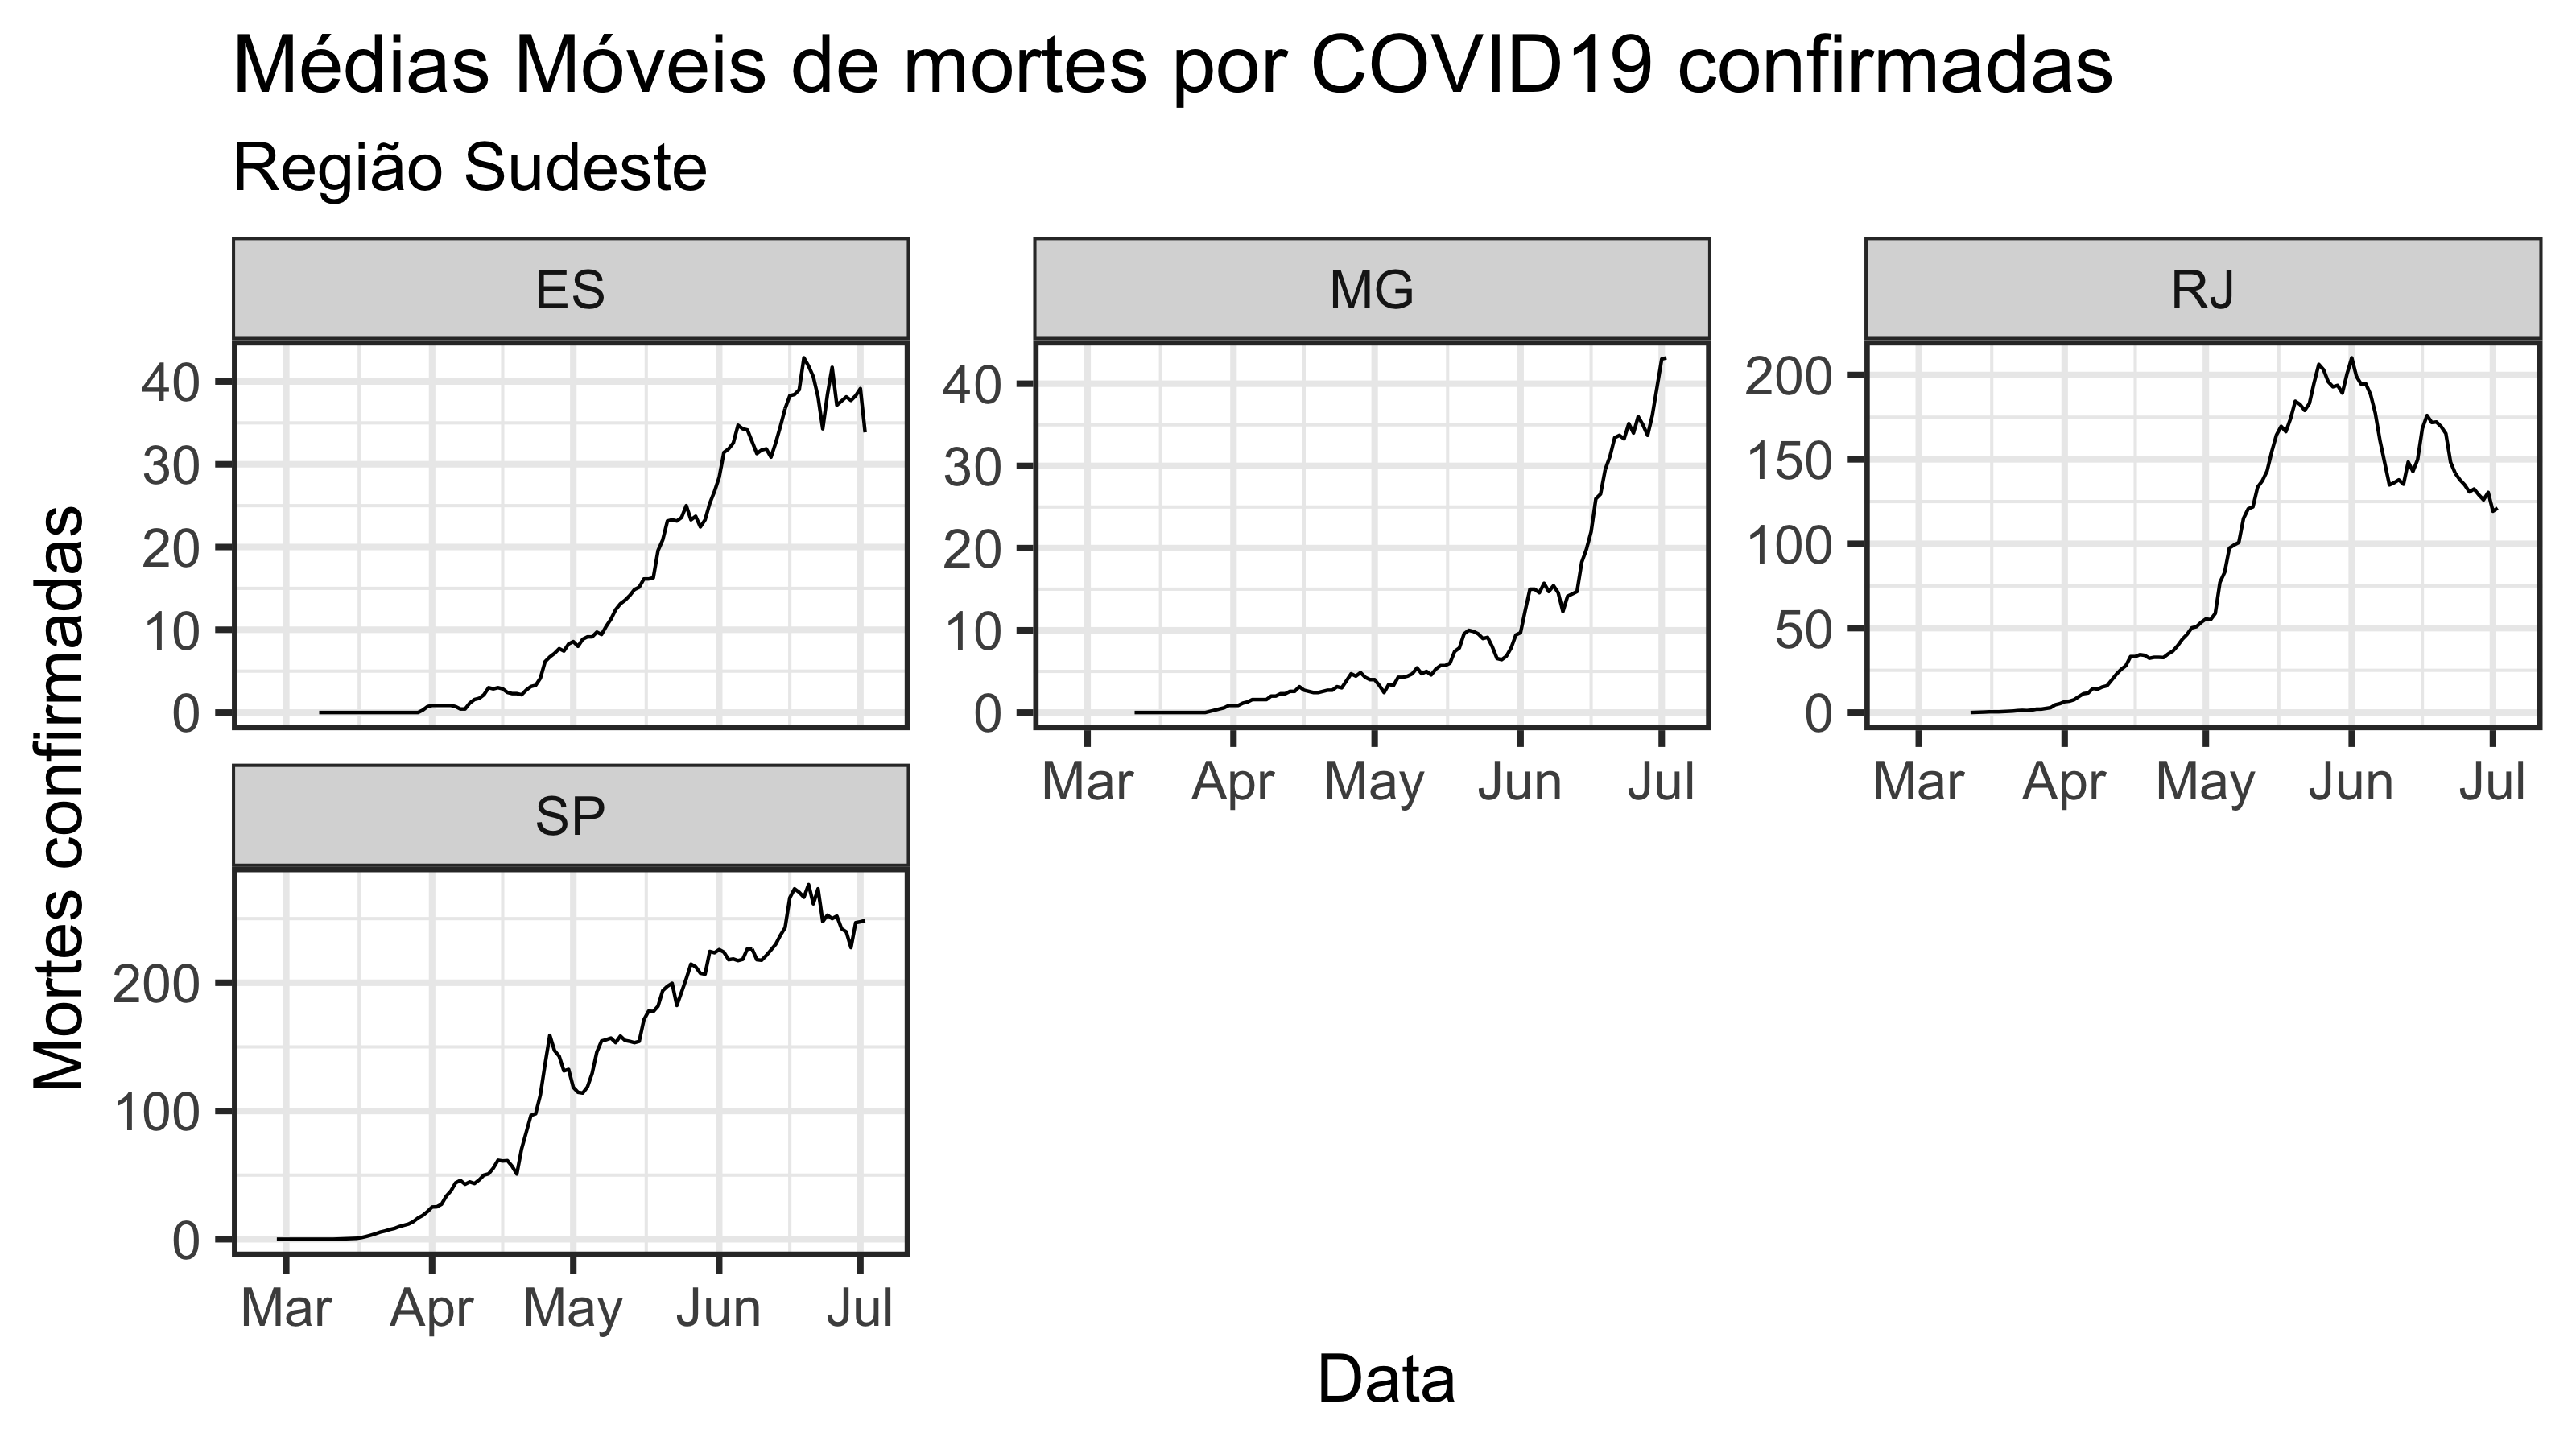 Médias Móveis de mortes por COVID19 confirmadas
Região Sudeste
Mortes confirmadas
ES
40
30
20
10
0
MG
40
30
20
10
0
Mar Apr May Jun Jul
RJ
200
150
100
50
0
Mar Apr May Jun Jul
SP
200
100
0
Mar Apr May Jun Jul
Data